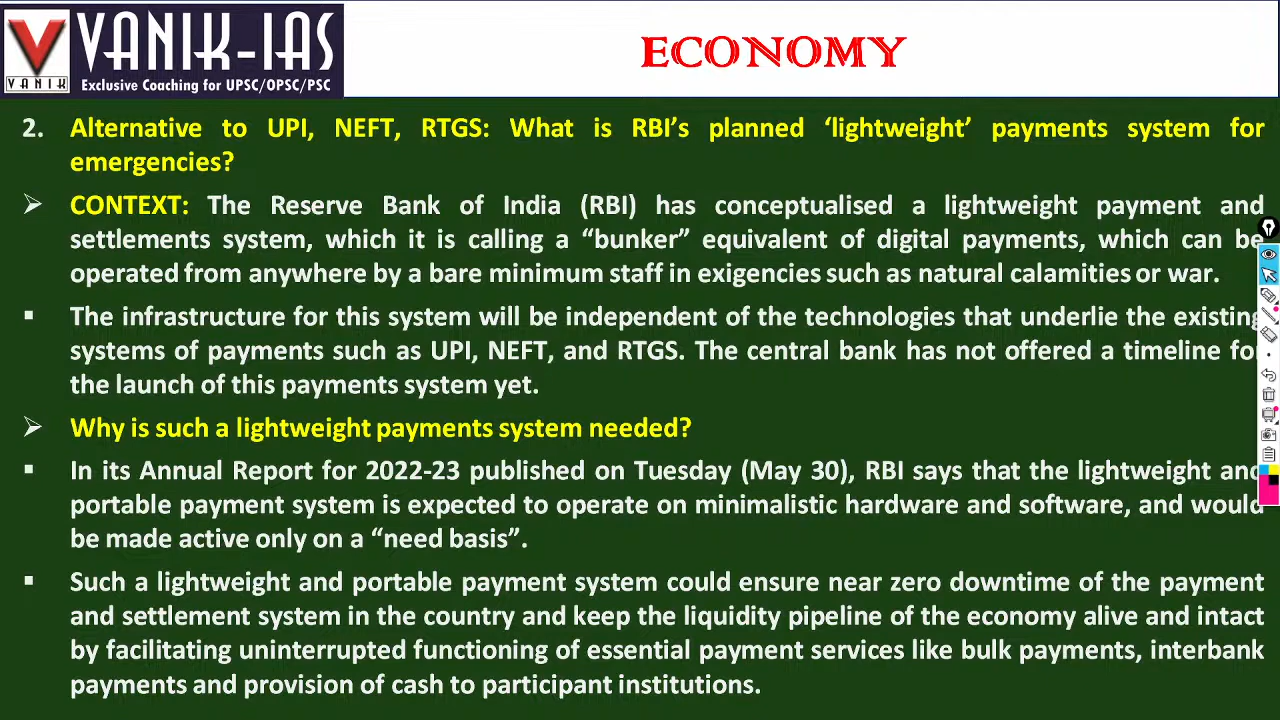 VANIK-IAS
VANIK
Exclusive Coaching for UPSC/OPSC/PSC
ECONOMY
2. Alternative to UPI, NEFT, RTGS: What is RBI's planned 'lightweight' payments system for
emergencies?
➢ CONTEXT: The Reserve Bank of India (RBI) has conceptualised a lightweight payment and
settlements system, which it is calling a “bunker” equivalent of digital payments, which can be
operated from anywhere by a bare minimum staff in exigencies such as natural calamities or war.
▪ The infrastructure for this system will be independent of the technologies that underlie the existing
systems of payments such as UPI, NEFT, and RTGS. The central bank has not offered a timeline for
the launch of this payments system yet.
➢ Why is such a lightweight payments system needed?
▪ In its Annual Report for 2022-23 published on Tuesday (May 30), RBI says that the lightweight and
portable payment system is expected to operate on minimalistic hardware and software, and would
be made active only on a “need basis”.
▪ Such a lightweight and portable payment system could ensure near zero downtime of the payment
and settlement system in the country and keep the liquidity pipeline of the economy alive and intact
by facilitating uninterrupted functioning of essential payment services like bulk payments, interbank
payments and provision of cash to participant institutions.